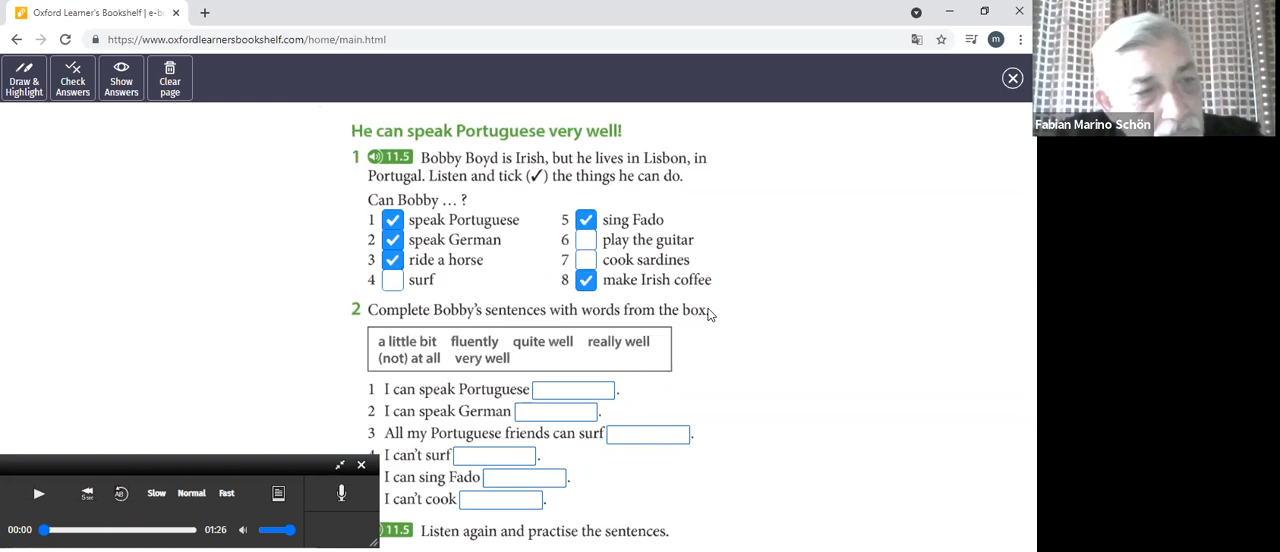 Oxford Learner's Bookshelf | e-bo
https://www.oxfordlearnersbookshelf.com/home/main.html
m
Draw & Highlight
Check Answers
Show Answers
Clear page
Fabian Marino Schön
He can speak Portuguese very well!
1 11.5 Bobby Boyd is Irish, but he lives in Lisbon, in
Portugal. Listen and tick (✓) the things he can do.
Can Bobby … ?
1 speak Portuguese
2 speak German
3 ride a horse
4 surf
5 sing Fado
6 play the guitar
7 cook sardines
8 make Irish coffee
2 Complete Bobby's sentences with words from the box.
a little bit fluently quite well really well
(not) at all very well
1 I can speak Portuguese .
2 I can speak German .
3 All my Portuguese friends can surf .
I can't surf .
I can sing Fado .
I can't cook .
11.5 Listen again and practise the sentences.
5 sec AB Slow Normal Fast
00:00 01:26